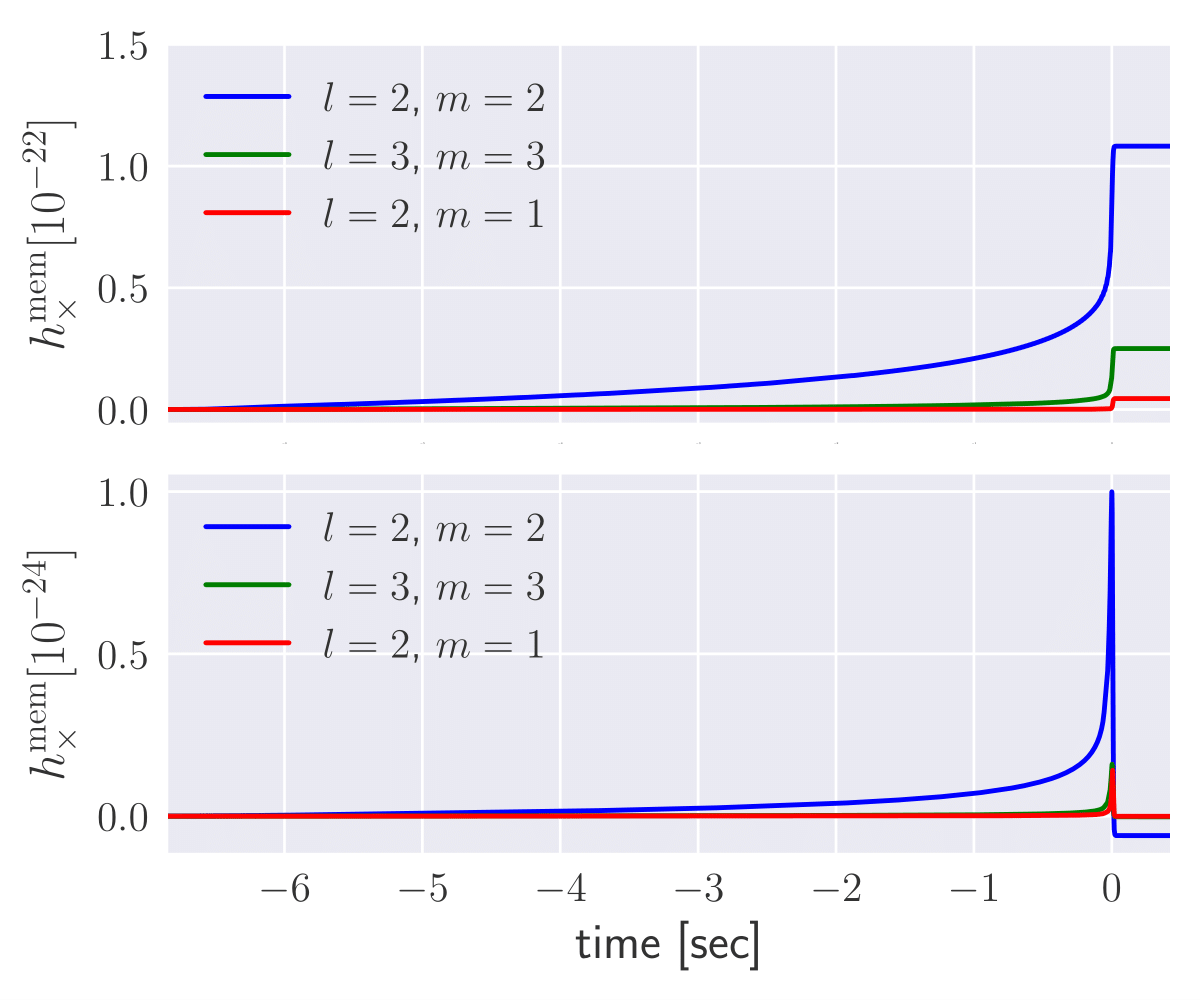 1.5
1.0
0.5
0.0
h×^mem[10^−22]
l = 2, m = 2
l = 3, m = 3
l = 2, m = 1
1.0
0.5
0.0
h×^mem[10^−24]
l = 2, m = 2
l = 3, m = 3
l = 2, m = 1
−6 −5 −4 −3 −2 −1 0
time [sec]